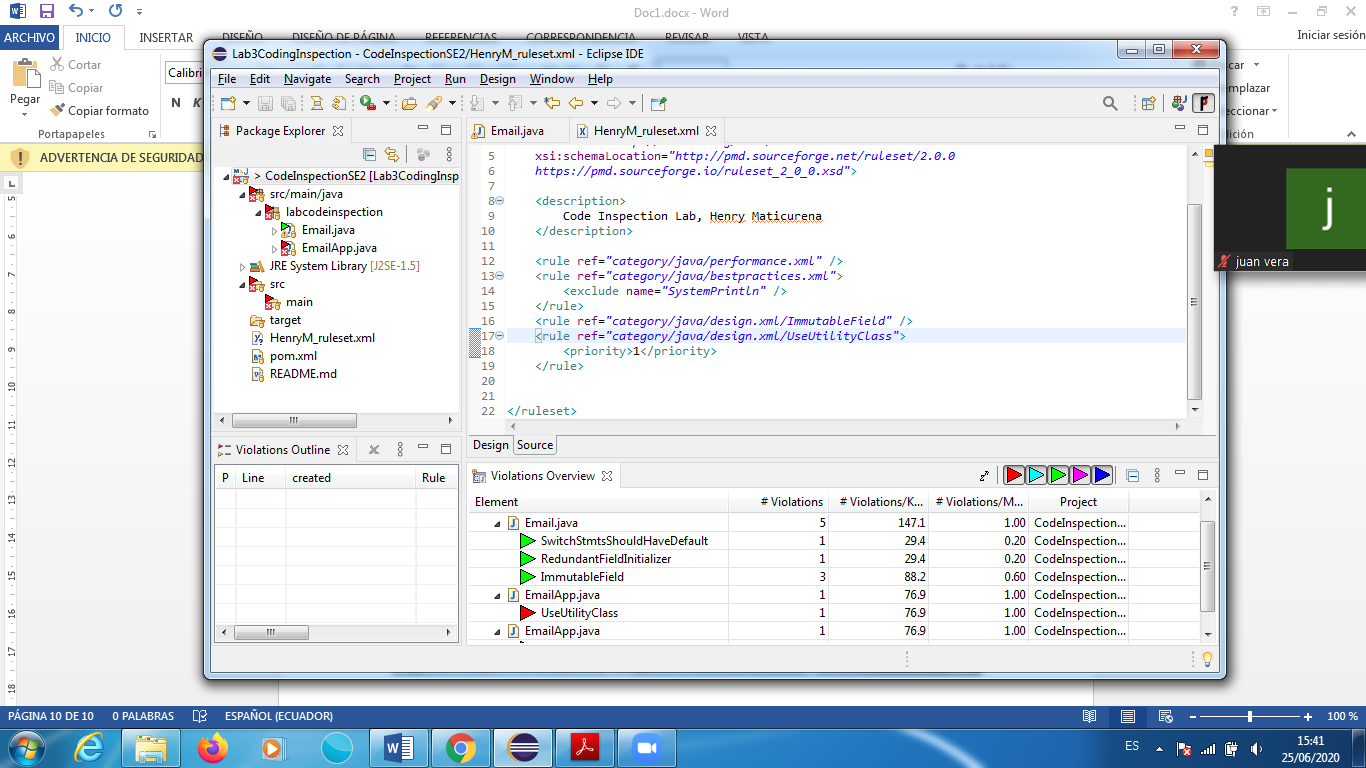 Doc1.docx - Word
ARCHIVO INICIO INSERTAR DISEÑO DISEÑO DE PÁGINA REFERENCIAS CORRESPONDENCIA REVISAR VISTA
Iniciar sesión
Pegar
Cortar
Copiar
Copiar formato
Portapapeles
Calibri
N K
ADVERTENCIA DE SEGURIDAD
Lab3CodingInspection - CodeInspectionSE2/HenryM_ruleset.xml - Eclipse IDE
File Edit Navigate Search Project Run Design Window Help
Package Explorer
> CodeInspectionSE2 [Lab3CodingInsp
src/main/java
labcodeinspection
Email.java
EmailApp.java
JRE System Library [J2SE-1.5]
src
main
target
HenryM_ruleset.xml
pom.xml
README.md
Email.java HenryM_ruleset.xml
5 xsi:schemaLocation="http://pmd.sourceforge.net/ruleset/2.0.0
6 https://pmd.sourceforge.io/ruleset_2_0_0.xsd">
7
8 <description>
9 Code Inspection Lab, Henry Maticurena
10 </description>
11
12 <rule ref="category/java/performance.xml" />
13 <rule ref="category/java/bestpractices.xml">
14 <exclude name="SystemPrintln" />
15 </rule>
16 <rule ref="category/java/design.xml/ImmutableField" />
17 <rule ref="category/java/design.xml/UseUtilityClass">
18 <priority>1</priority>
19 </rule>
20
21
22 </ruleset>
Design Source
juan vera
j
Violations Outline
P Line created Rule
Violations Overview
Element # Violations # Violations/K... # Violations/M... Project
Email.java 5 147.1 1.00 CodeInspection...
SwitchStmtsShouldHaveDefault 1 29.4 0.20 CodeInspection...
RedundantFieldInitializer 1 29.4 0.20 CodeInspection...
ImmutableField 3 88.2 0.60 CodeInspection...
EmailApp.java 1 76.9 1.00 CodeInspection...
UseUtilityClass 1 76.9 1.00 CodeInspection...
EmailApp.java 1 76.9 1.00 CodeInspection...
PÁGINA 10 DE 10 0 PALABRAS ESPAÑOL (ECUADOR)
100 %
ES
15:41
25/06/2020